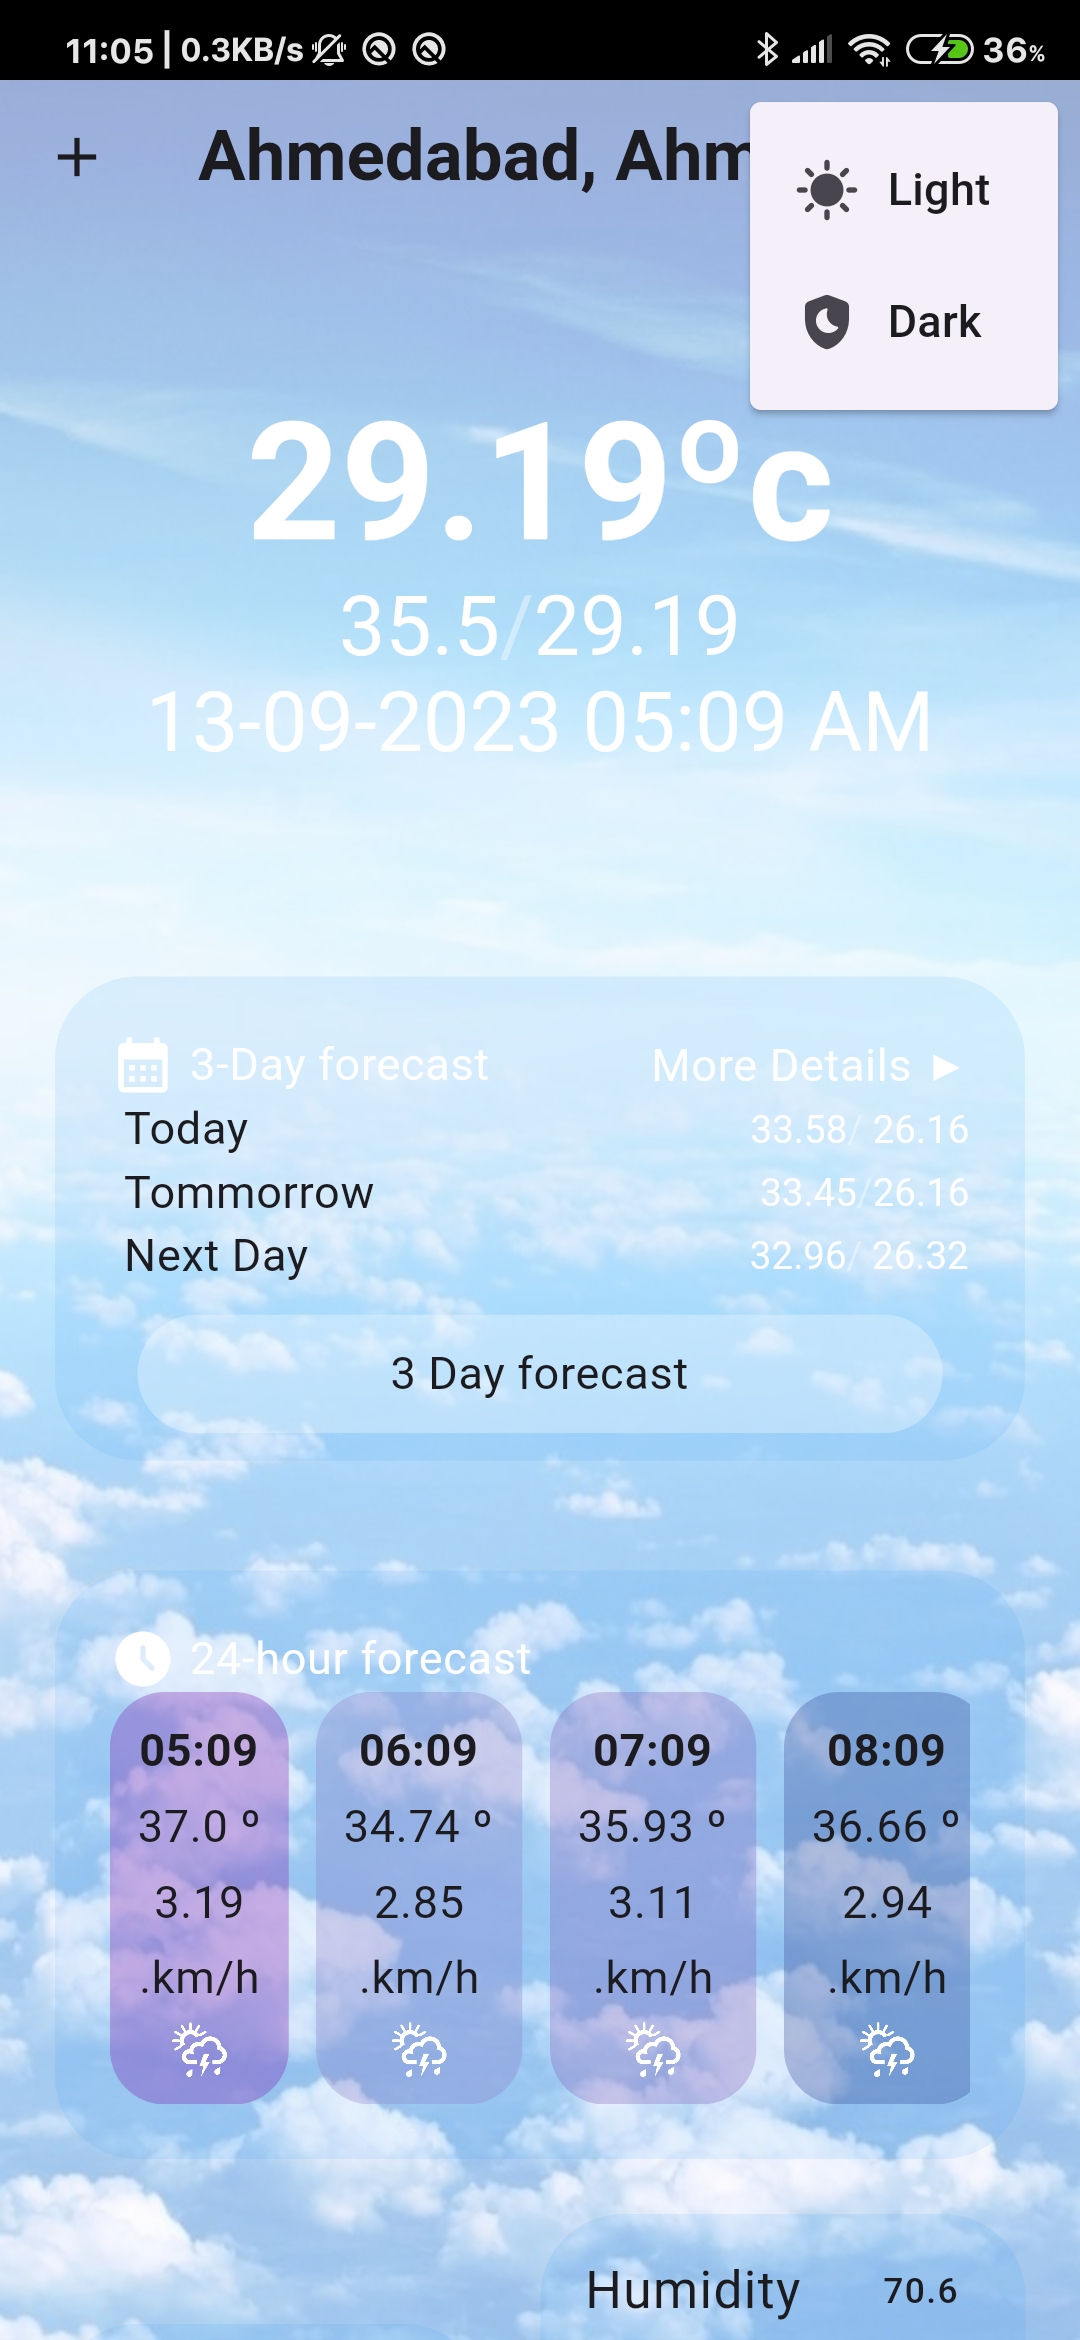 11:05 | 0.3KB/s 36%
Ahmedabad, Ahm
Light
Dark
29.19°c
35.5/29.19
13-09-2023 05:09 AM
3-Day forecast More Details ►
Today 33.58/ 26.16
Tommorrow 33.45/26.16
Next Day 32.96/ 26.32
3 Day forecast
24-hour forecast
05:09 06:09 07:09 08:09
37.0 º 34.74 º 35.93 º 36.66 º
3.19 2.85 3.11 2.94
.km/h .km/h .km/h .km/h
Humidity 70.6